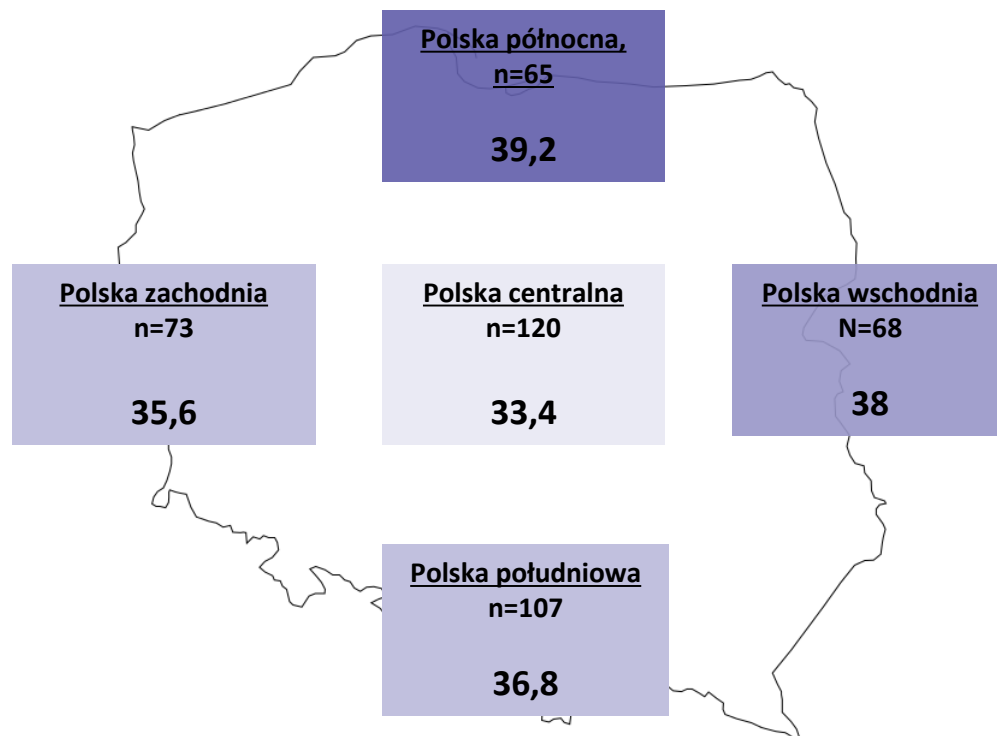 Polska północna,
n=65
39,2
Polska zachodnia
n=73
35,6
Polska centralna
n=120
33,4
Polska wschodnia
N=68
38
Polska południowa
n=107
36,8